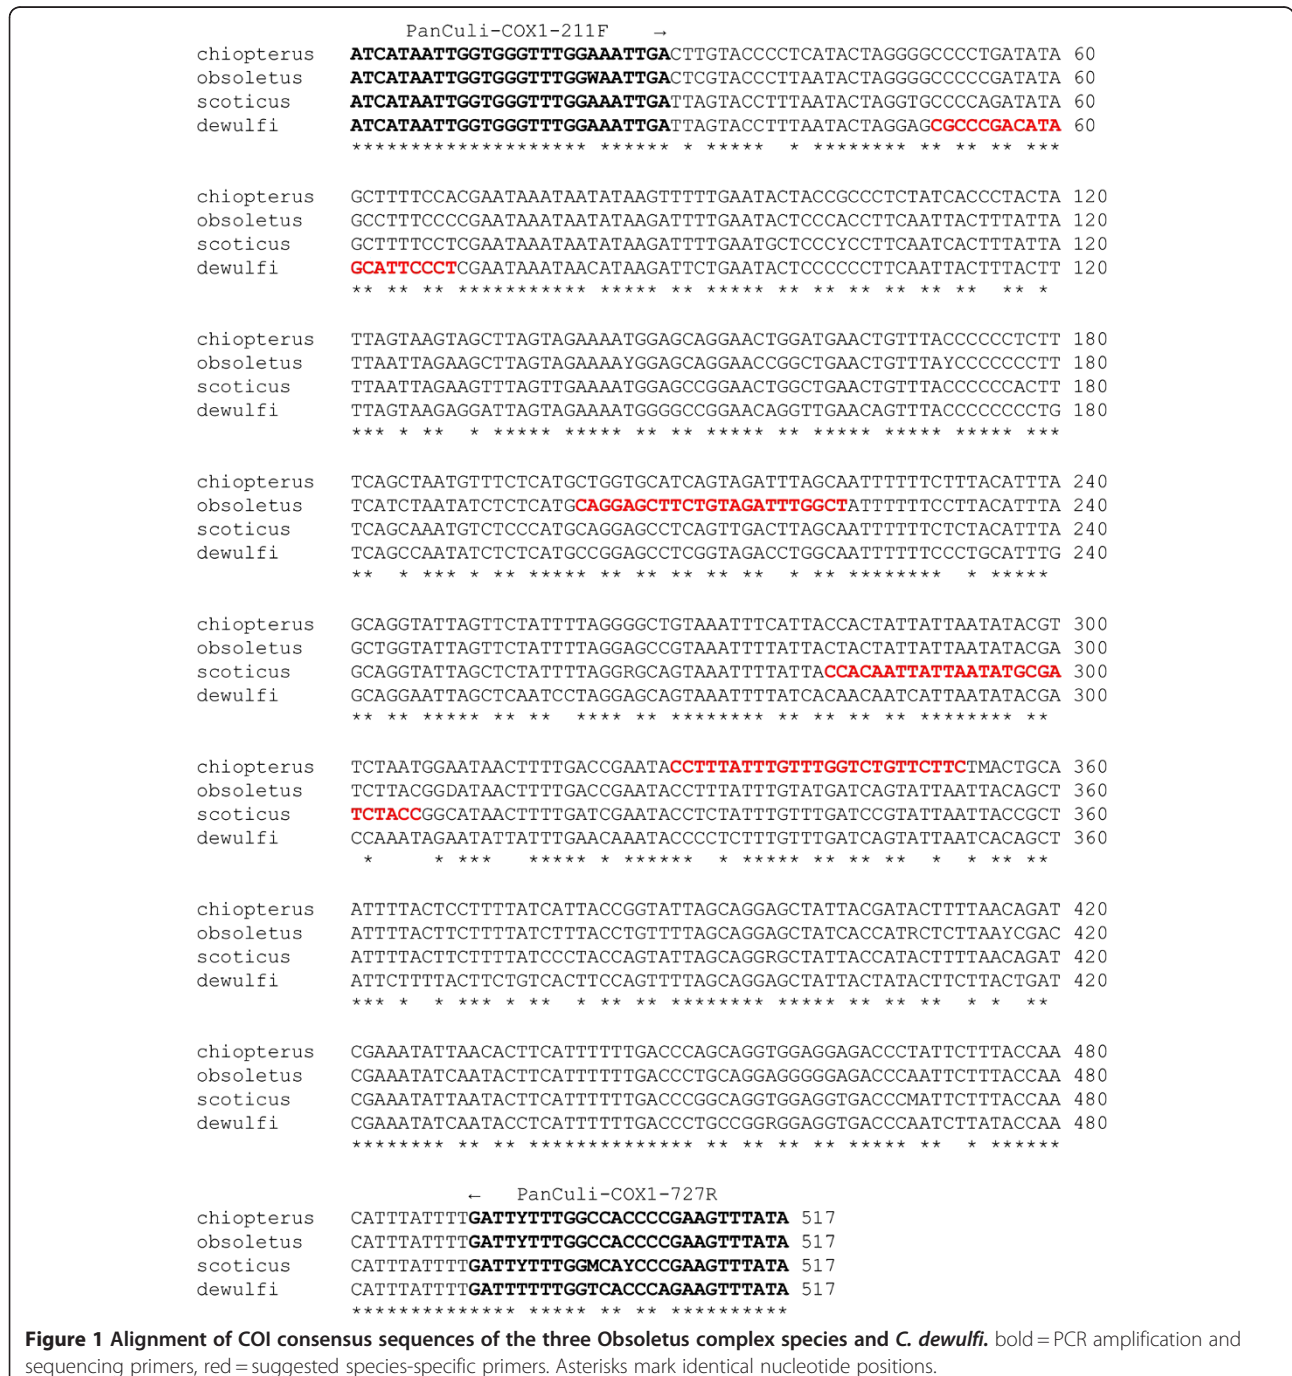 PanCuli-COX1-211F →
chiopterus ATCATAATTGGTGGGTTTGGAAATTGACTTGTACCCCTCATACTAGGGGCCCCTGATATA 60
obsoletus ATCATAATTGGTGGGTTTGGWAATTGACTCGTACCCTTAATACTAGGGGCCCCCGATATA 60
scoticus ATCATAATTGGTGGGTTTGGAAATTGATTAGTACCTTTAATACTAGGTGCCCCAGATATA 60
dewulfi ATCATAATTGGTGGGTTTGGAAATTGATTAGTACCTTTAATACTAGGAGCGCCCGACATA 60
*************************** * *****  * ******** ** ** ** ***
chiopterus GCTTTTCCACGAATAAATAATATAAGTTTTTGAATACTACCGCCCTCTATCACCCTACTA 120
obsoletus GCCTTTCCCCGAATAAATAATATAAGATTTTGAATACTCCCACCTTCAATTACTTTATTA 120
scoticus GCTTTTCCTCGAATAAATAATATAAGATTTTGAATGCTCCCYCCTTCAATCACTTTATTA 120
dewulfi GCATTCCCTCGAATAAATAACATAAGATTCTGAATACTCCCCCCTTCAATTACTTTACTT 120
** ** ** *********** ***** ** ***** ** ** ** ** ** **  ** *
chiopterus TTAGTAAGTAGCTTAGTAGAAAATGGAGCAGGAACTGGATGAACTGTTTACCCCCCTCTT 180
obsoletus TTAATTAGAAGCTTAGTAGAAAAYGGAGCAGGAACCGGCTGAACTGTTTAYCCCCCCCTT 180
scoticus TTAATTAGAAGTTTAGTTGAAAATGGAGCCGGAACTGGCTGAACTGTTTACCCCCCACTT 180
dewulfi TTAGTAAGAGGATTAGTAGAAAATGGGGCCGGAACAGGTTGAACAGTTTACCCCCCCCTG 180
*** * **  * ***** ***** ** ** ***** ** ***** ***** ***** ***
chiopterus TCAGCTAATGTTTCTCATGCTGGTGCATCAGTAGATTTAGCAATTTTTTCTTTACATTTA 240
obsoletus TCATCTAATATCTCTCATGCAGGAGCTTCTGTAGATTTGGCTATTTTTTCCTTACATTTA 240
scoticus TCAGCAAATGTCTCCCATGCAGGAGCCTCAGTTGACTTAGCAATTTTTTCTCTACATTTA 240
dewulfi TCAGCCAATATCTCTCATGCCGGAGCCTCGGTAGACCTGGCAATTTTTTCCCTGCATTTG 240
**  * *** * ** ***** ** ** ** ** **  * ** ********  * *****
chiopterus GCAGGTATTAGTTCTATTTTAGGGGCTGTAAATTTCATTACCACTATTATTAATATACGT 300
obsoletus GCTGGTATTAGTTCTATTTTAGGAGCCGTAAATTTTATTACTACTATTATTAATATACGA 300
scoticus GCAGGTATTAGCTCTATTTTAGGRGCAGTAAATTTTATTACCACAATTATTAATATGCGA 300
dewulfi GCAGGAATTAGCTCAATCCTAGGAGCAGTAAATTTTATCACAACAATCATTAATATACGA 300
** ** ***** ** **  **** ** ******** ** ** ** ** ******** **
chiopterus TCTAATGGAATAACTTTTGACCGAATACCTTTATTTGTTTGGTCTGTTCTTCTMACTGCA 360
obsoletus TCTTACGGDATAACTTTTGACCGAATACCTTTATTTGTATGATCAGTATTAATTACAGCT 360
scoticus TCTACCGGCATAACTTTTGATCGAATACCTCTATTTGTTTGATCCGTATTAATTACCGCT 360
dewulfi CCAAATAGAATATTATTTGAACAAATACCCCTCTTTGTTTGATCAGTATTAATCACAGCT 360
*     * ***   ***** * *****  * ***** ** ** **  *  * ** **
chiopterus ATTTTACTCCTTTTATCATTACCGGTATTAGCAGGAGCTATTACGATACTTTTAACAGAT 420
obsoletus ATTTTACTTCTTTTATCTTTACCTGTTTTAGCAGGAGCTATCACCATRCTCTTAAYCGAC 420
scoticus ATTTTACTTCTTTTATCCCTACCAGTATTAGCAGGRGCTATTACCATACTTTTAACAGAT 420
dewulfi ATTCTTTTACTTCTGTCACTTCCAGTTTTAGCAGGAGCTATTACTATACTTCTTACTGAT 420
*** *  * *** * **  * ** ** ******** ***** ** ** **  * *  **
chiopterus CGAAATATTAACACTTCATTTTTTGACCCAGCAGGTGGAGGAGACCCTATTCTTTACCAA 480
obsoletus CGAAATATCAATACTTCATTTTTTGACCCTGCAGGAGGGGGAGACCCAATTCTTTACCAA 480
scoticus CGAAATATTAATACTTCATTTTTTGACCCGGCAGGTGGAGGTGACCCMATTCTTTACCAA 480
dewulfi CGAAATATCAATACCTCATTTTTTGACCCTGCCGGRGGAGGTGACCCAATCTTATACCAA 480
******** ** ** ************** ** ** ** ** ***** **  * ******
← PanCuli-COX1-727R
chiopterus CATTTATTTTGATTYTTTGGCCACCCCGAAGTTTATA 517
obsoletus CATTTATTTTGATTYTTTGGCCACCCCGAAGTTTATA 517
scoticus CATTTATTTTGATTYTTTGGMCAYCCCGAAGTTTATA 517
dewulfi CATTTATTTTGATTTTTTGGTCACCCAGAAGTTTATA 517
************** ***** ** ** **********
Figure 1 Alignment of COI consensus sequences of the three Obsoletus complex species and C. dewulfi. bold = PCR amplification and
sequencing primers, red = suggested species-specific primers. Asterisks mark identical nucleotide positions.